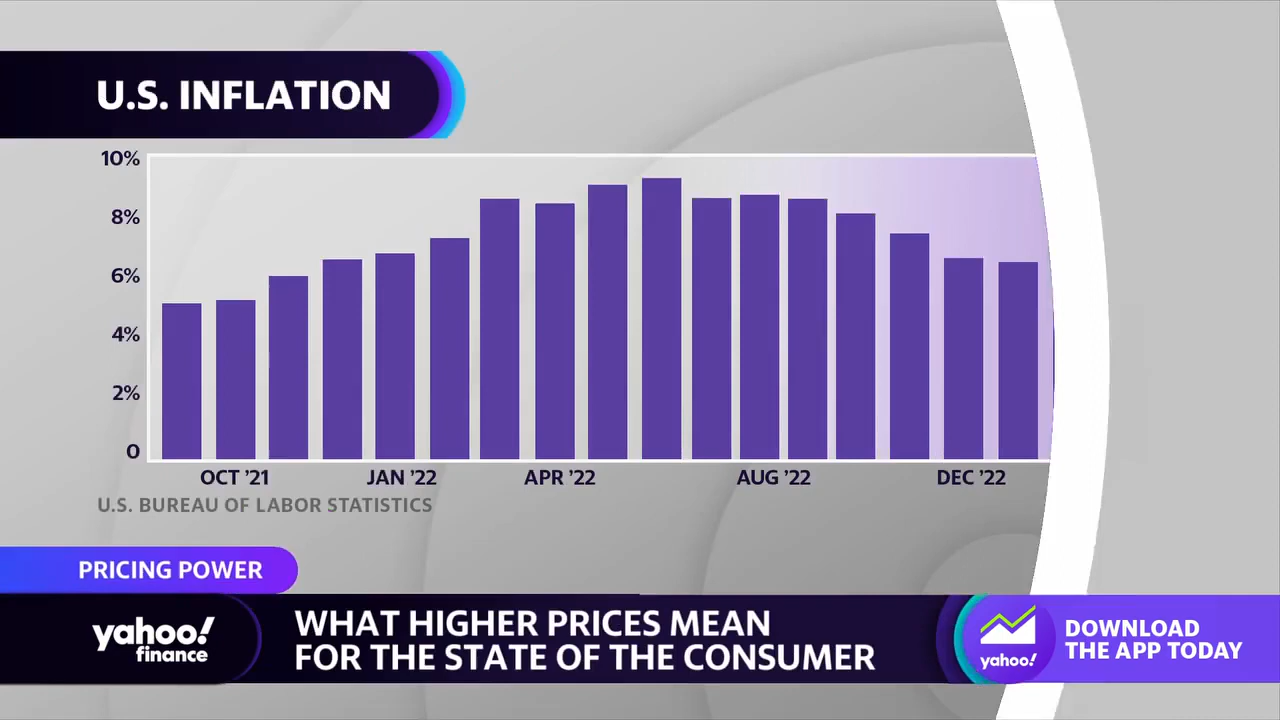 U.S. INFLATION
10%
8%
6%
4%
2%
0
OCT ’21 JAN ’22 APR ’22 AUG ’22 DEC ’22
U.S. BUREAU OF LABOR STATISTICS
PRICING POWER
yahoo!
finance
WHAT HIGHER PRICES MEAN
FOR THE STATE OF THE CONSUMER
yahoo!
DOWNLOAD
THE APP TODAY